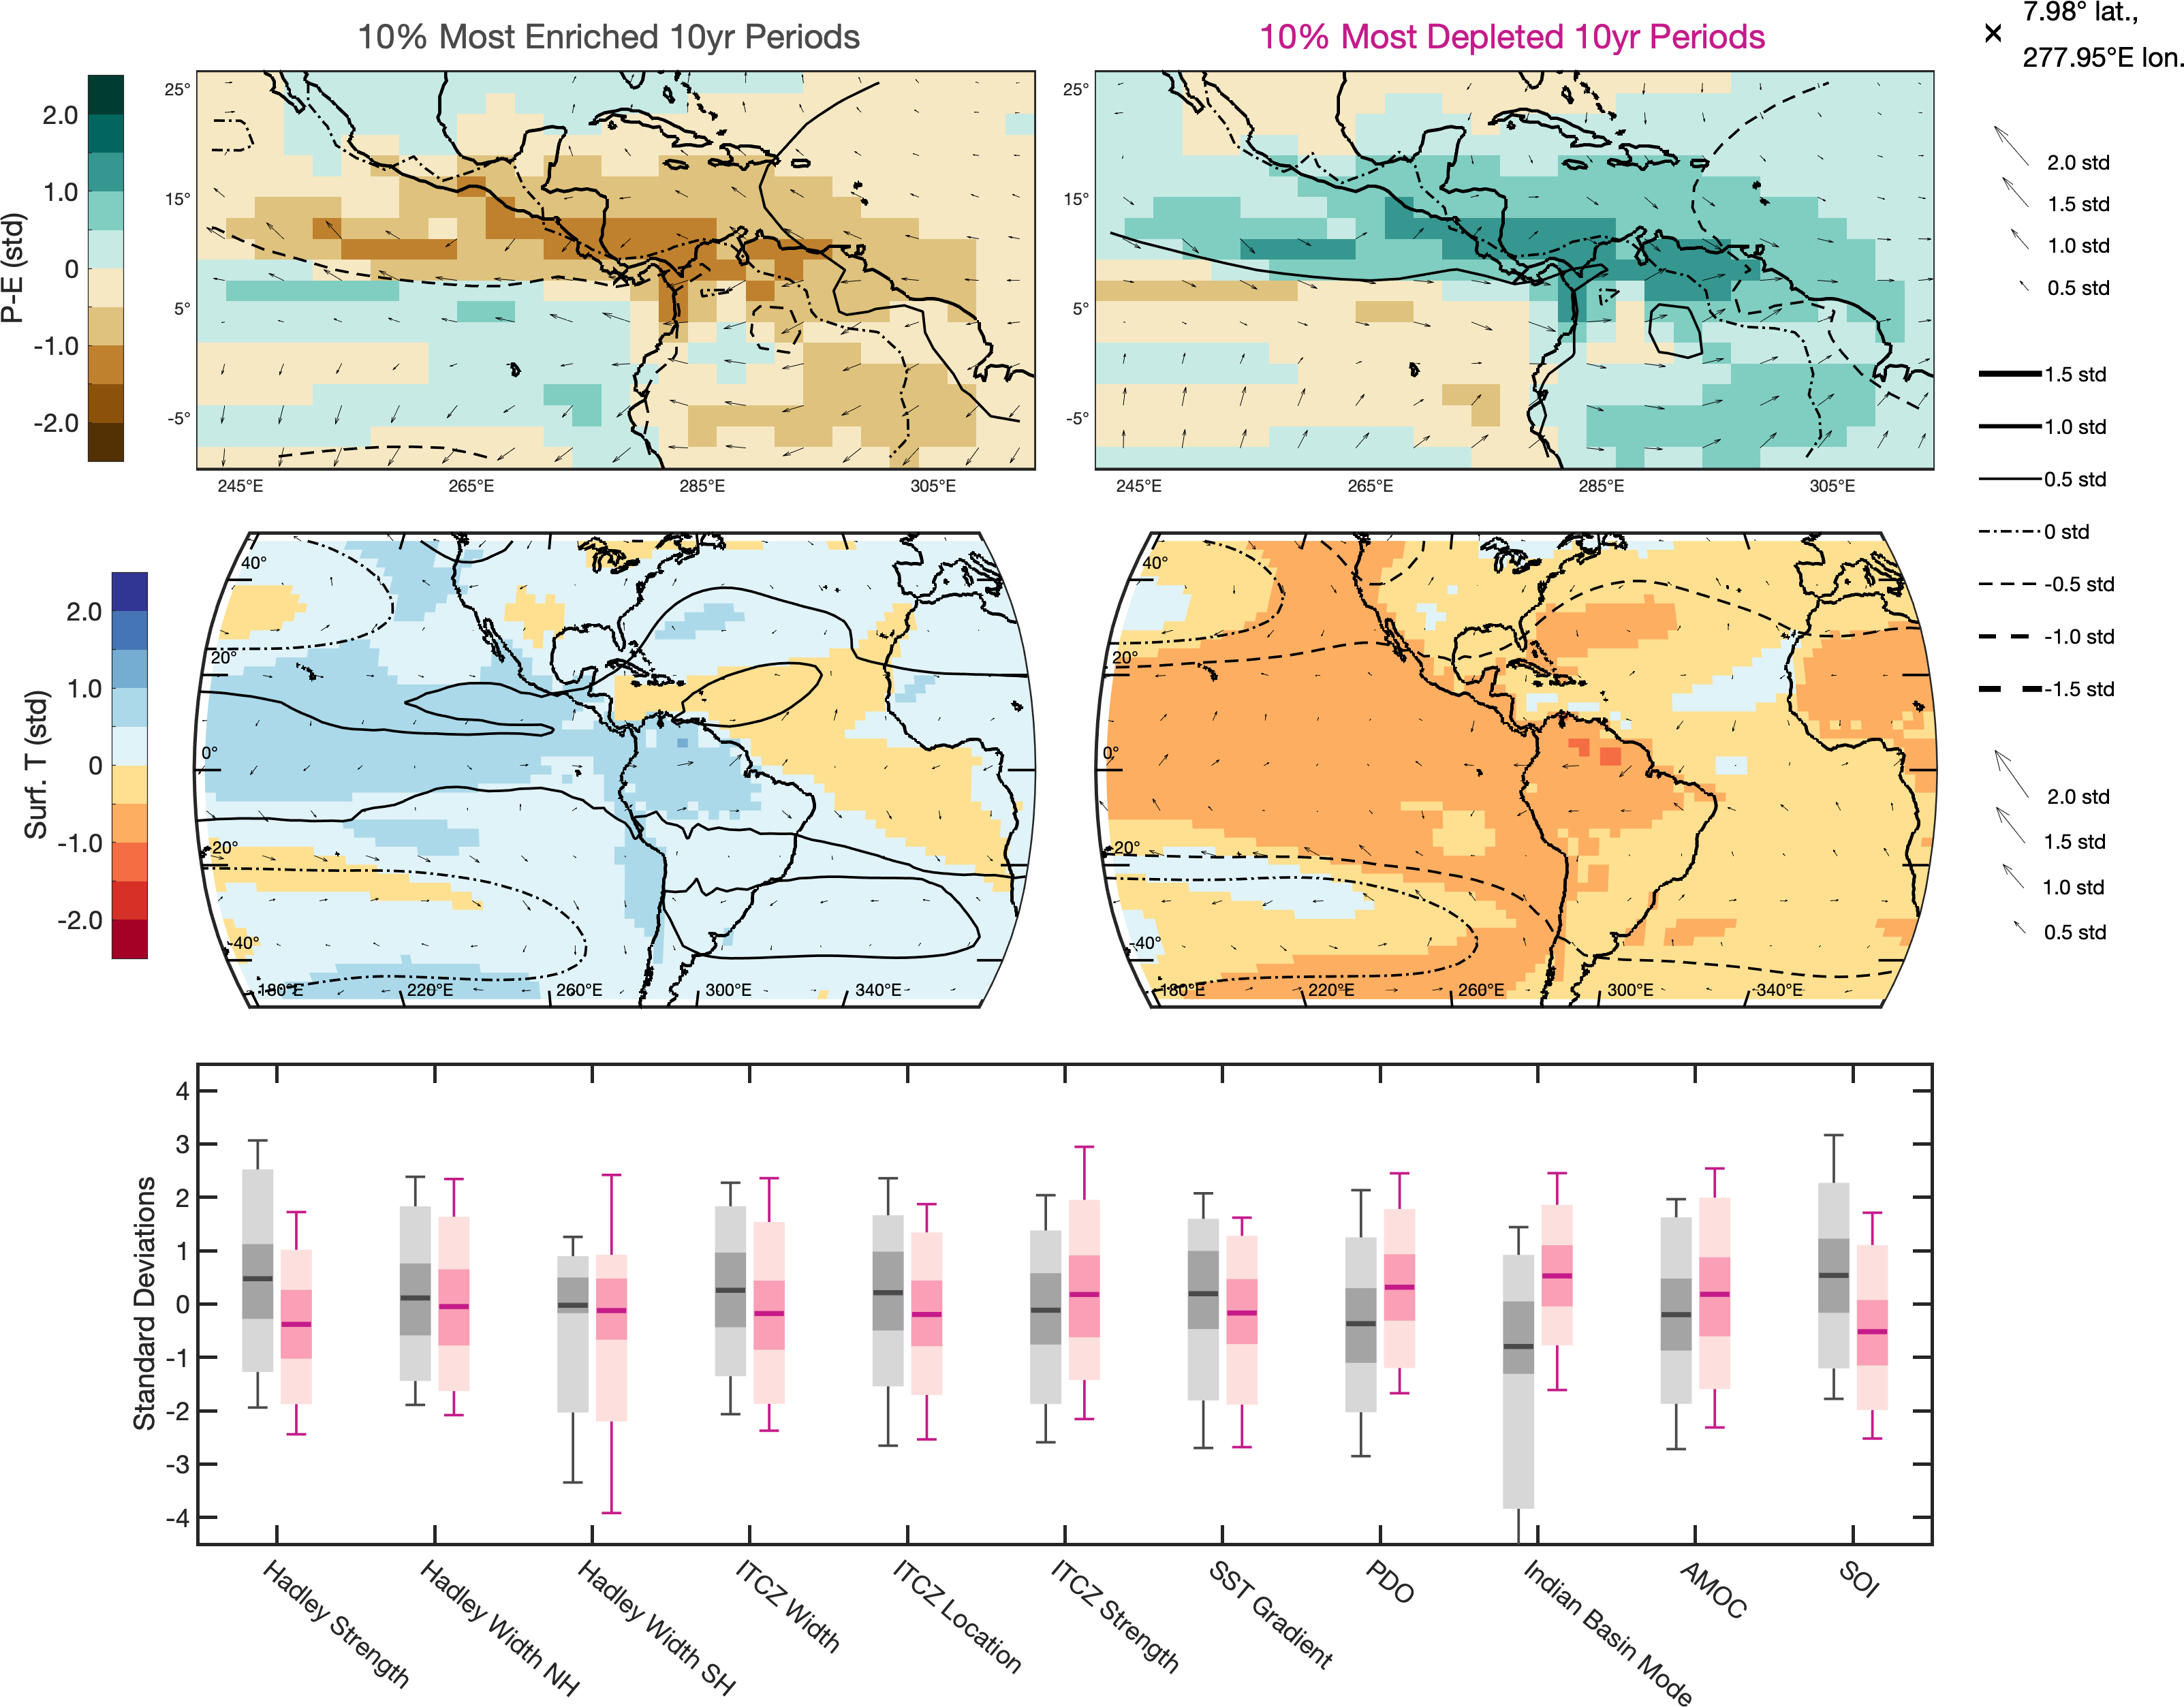 10% Most Enriched 10yr Periods
10% Most Depleted 10yr Periods
7.98° lat.,
277.95°E lon.
P-E (std)
2.0
1.0
0
-1.0
-2.0
25°
15°
5°
-5°
245°E
265°E
285°E
305°E
25°
15°
5°
-5°
245°E
265°E
285°E
305°E
2.0 std
1.5 std
1.0 std
0.5 std
1.5 std
1.0 std
0.5 std
0 std
-0.5 std
-1.0 std
-1.5 std
Surf. T (std)
2.0
1.0
0
-1.0
-2.0
40°
20°
0°
-20°
-40°
180°E
220°E
260°E
300°E
340°E
40°
20°
0°
-20°
-40°
180°E
220°E
260°E
300°E
340°E
2.0 std
1.5 std
1.0 std
0.5 std
Standard Deviations
4
3
2
1
0
-1
-2
-3
-4
Hadley Strength
Hadley Width NH
Hadley Width SH
ITCZ Width
ITCZ Location
ITCZ Strength
SST Gradient
PDO
Indian Basin Mode
AMOC
SOI